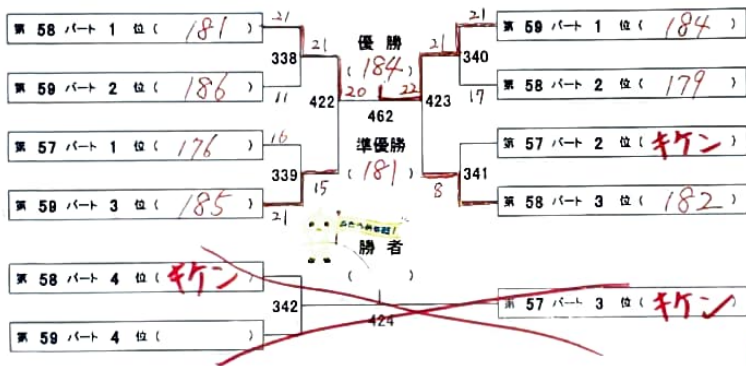 第 58 パート 1 位 ( 181 ) 21 21 第 59 パート 1 位 ( 184 )
338 21 優 勝 21 340
( 184 )
第 59 パート 2 位 ( 186 ) 11 17 第 58 パート 2 位 ( 179 )
422 20 22 423
462
第 57 パート 1 位 ( 176 ) 16 準優勝 第 57 パート 2 位 ( キケン )
339 15 ( 181 ) 8 341
第 59 パート 3 位 ( 185 ) 21 第 58 パート 3 位 ( 182 )
勝 者
第 58 パート 4 位 ( キケン ) ( )
342 424 第 57 パート 3 位 ( キケン )
第 59 パート 4 位 ( )